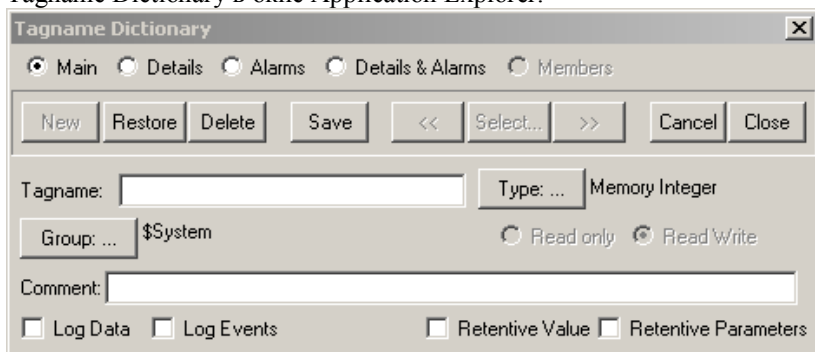 Tagname Dictionary в окне Application Explorer.
Tagname Dictionary
Main Details Alarms Details & Alarms Members
New Restore Delete Save << Select... >> Cancel Close
Tagname: Type: ... Memory Integer
Group: ... $System Read only Read Write
Comment:
Log Data Log Events Retentive Value Retentive Parameters